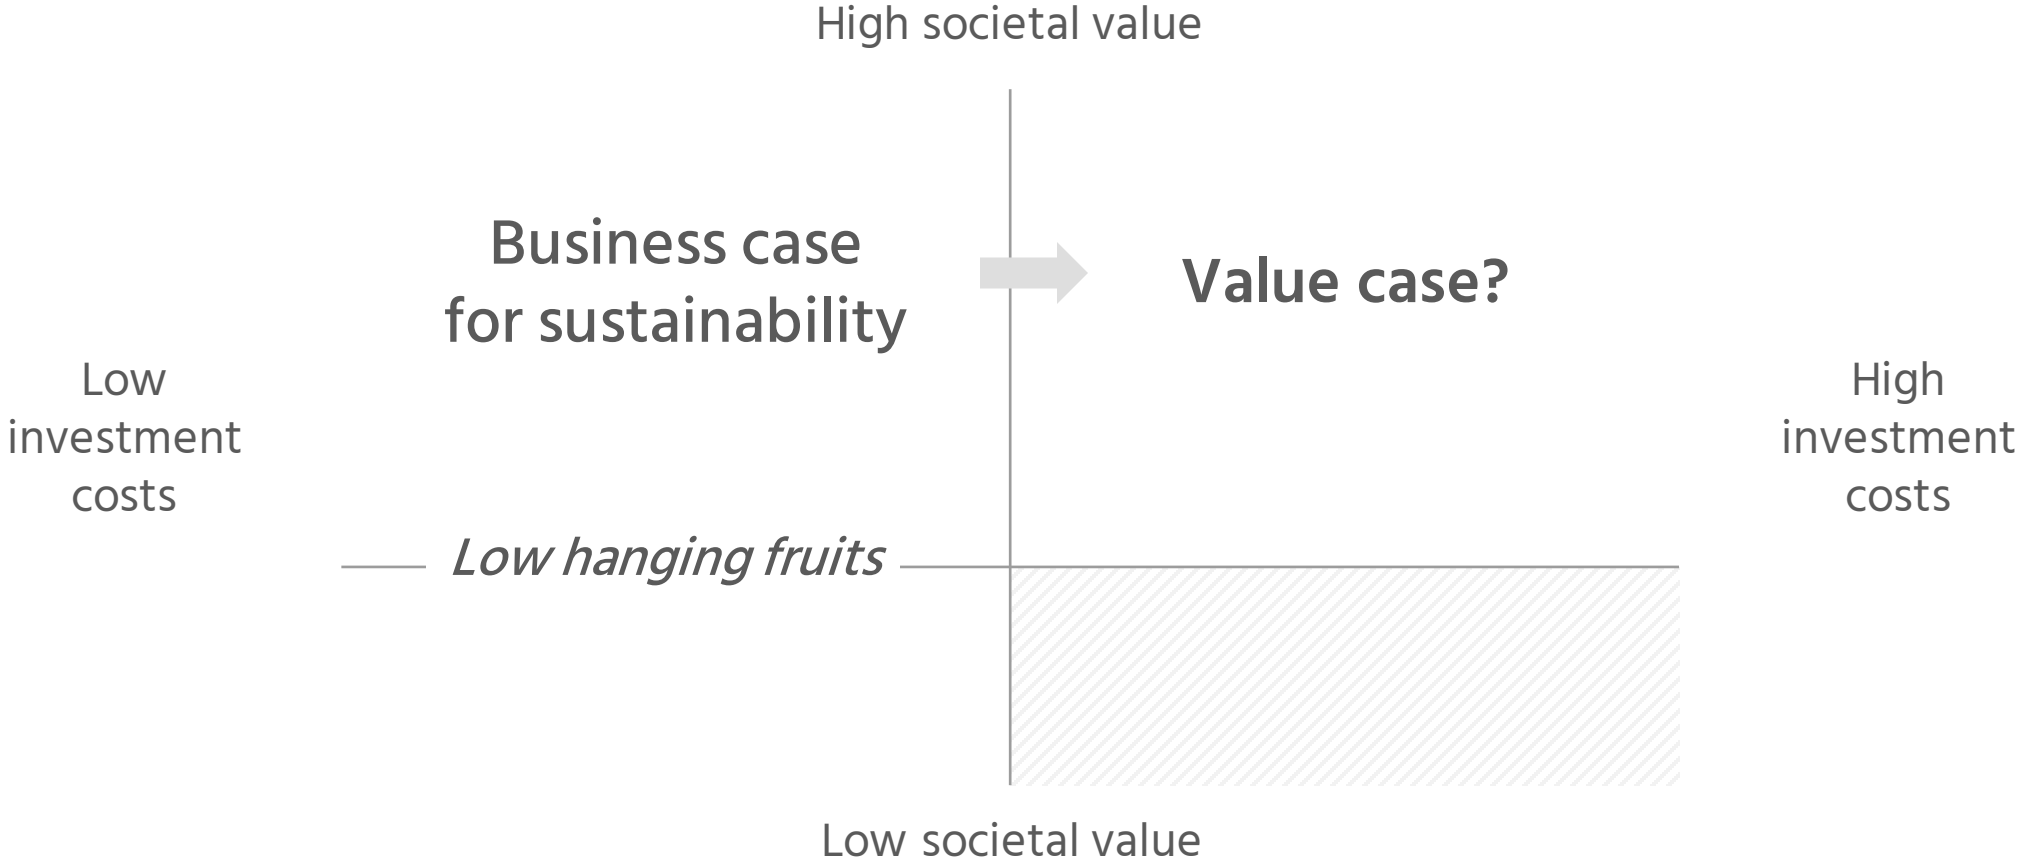 High societal value
Business case
for sustainability
Value case?
Low
investment
costs
High
investment
costs
Low hanging fruits
Low societal value